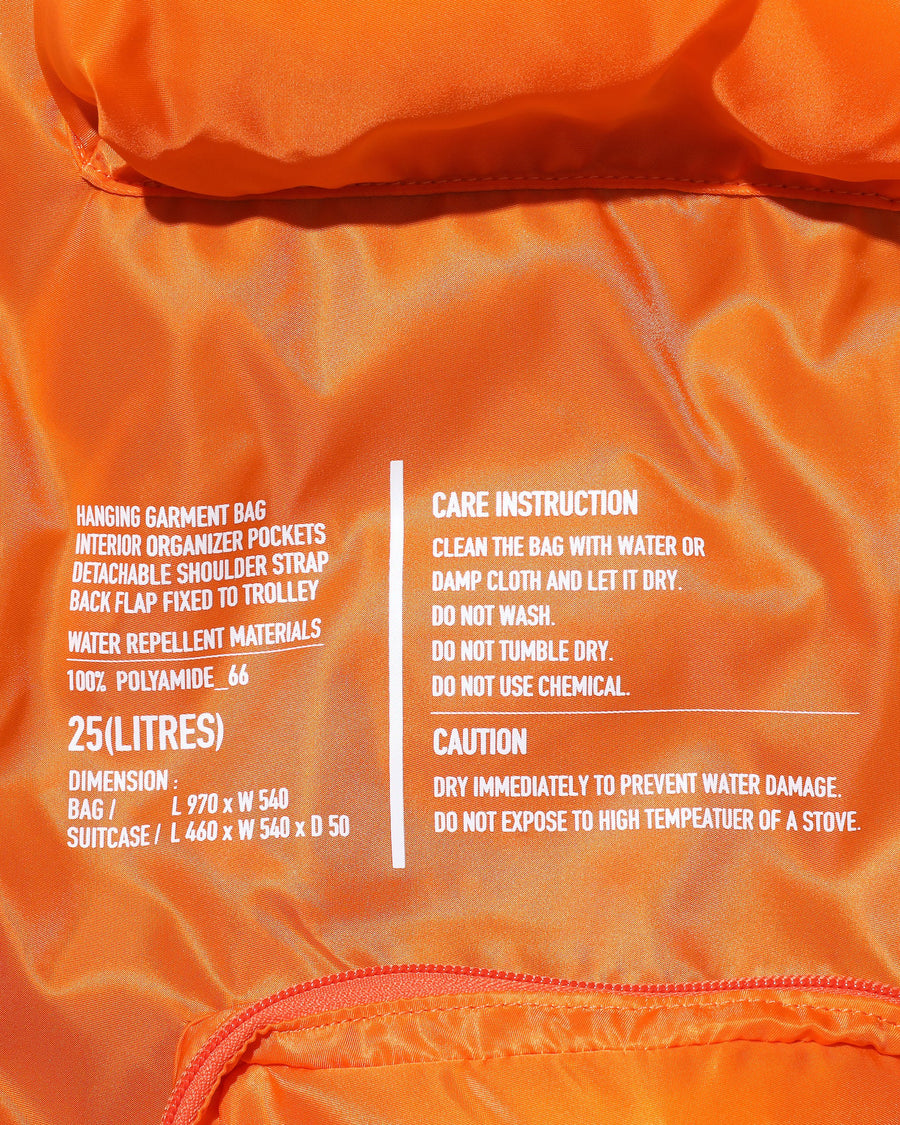 HANGING GARMENT BAG
INTERIOR ORGANIZER POCKETS
DETACHABLE SHOULDER STRAP
BACK FLAP FIXED TO TROLLEY
WATER REPELLENT MATERIALS
100% POLYAMIDE_66
25(LITRES)
DIMENSION :
BAG / L 970 x W 540
SUITCASE / L 460 x W 540 x D 50
CARE INSTRUCTION
CLEAN THE BAG WITH WATER OR
DAMP CLOTH AND LET IT DRY.
DO NOT WASH.
DO NOT TUMBLE DRY.
DO NOT USE CHEMICAL.
CAUTION
DRY IMMEDIATELY TO PREVENT WATER DAMAGE.
DO NOT EXPOSE TO HIGH TEMPEATUER OF A STOVE.